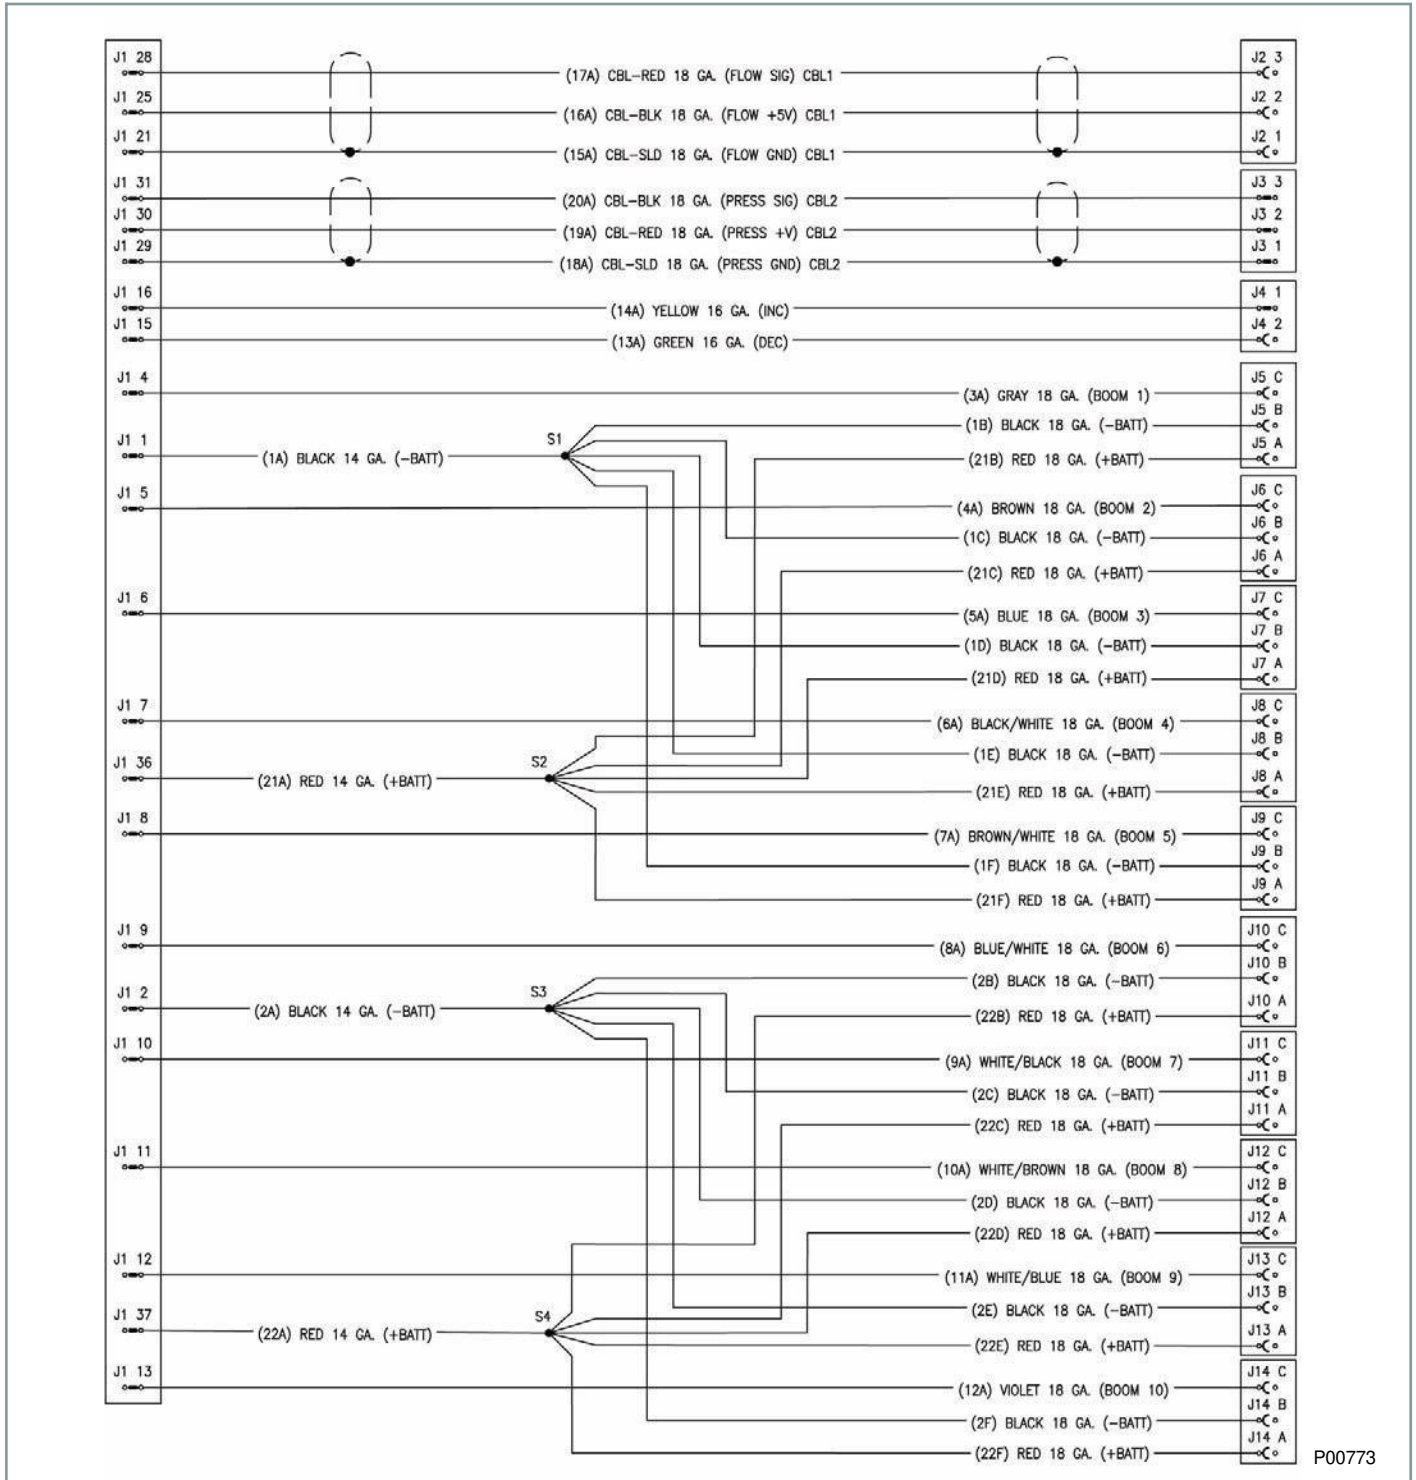 J1 28
(17A) CBL-RED 18 GA. (FLOW SIG) CBL1
J2 3
J1 25
(16A) CBL-BLK 18 GA. (FLOW +5V) CBL1
J2 2
J1 21
(15A) CBL-SLD 18 GA. (FLOW GND) CBL1
J2 1
J1 31
(20A) CBL-BLK 18 GA. (PRESS SIG) CBL2
J3 3
J1 30
(19A) CBL-RED 18 GA. (PRESS +V) CBL2
J3 2
J1 29
(18A) CBL-SLD 18 GA. (PRESS GND) CBL2
J3 1
J1 16
(14A) YELLOW 16 GA. (INC)
J4 1
J1 15
(13A) GREEN 16 GA. (DEC)
J4 2
J1 4
(3A) GRAY 18 GA. (BOOM 1)
J5 C
(1B) BLACK 18 GA. (-BATT)
J5 B
J1 1
(1A) BLACK 14 GA. (-BATT)
S1
(21B) RED 18 GA. (+BATT)
J5 A
J1 5
(4A) BROWN 18 GA. (BOOM 2)
J6 C
(1C) BLACK 18 GA. (-BATT)
J6 B
(21C) RED 18 GA. (+BATT)
J6 A
J1 6
(5A) BLUE 18 GA. (BOOM 3)
J7 C
(1D) BLACK 18 GA. (-BATT)
J7 B
(21D) RED 18 GA. (+BATT)
J7 A
J1 7
(6A) BLACK/WHITE 18 GA. (BOOM 4)
J8 C
(1E) BLACK 18 GA. (-BATT)
J8 B
J1 36
(21A) RED 14 GA. (+BATT)
S2
(21E) RED 18 GA. (+BATT)
J8 A
J1 8
(7A) BROWN/WHITE 18 GA. (BOOM 5)
J9 C
(1F) BLACK 18 GA. (-BATT)
J9 B
(21F) RED 18 GA. (+BATT)
J9 A
J1 9
(8A) BLUE/WHITE 18 GA. (BOOM 6)
J10 C
(2B) BLACK 18 GA. (-BATT)
J10 B
J1 2
(2A) BLACK 14 GA. (-BATT)
S3
(22B) RED 18 GA. (+BATT)
J10 A
J1 10
(9A) WHITE/BLACK 18 GA. (BOOM 7)
J11 C
(2C) BLACK 18 GA. (-BATT)
J11 B
(22C) RED 18 GA. (+BATT)
J11 A
J1 11
(10A) WHITE/BROWN 18 GA. (BOOM 8)
J12 C
(2D) BLACK 18 GA. (-BATT)
J12 B
(22D) RED 18 GA. (+BATT)
J12 A
J1 12
(11A) WHITE/BLUE 18 GA. (BOOM 9)
J13 C
(2E) BLACK 18 GA. (-BATT)
J13 B
J1 37
(22A) RED 14 GA. (+BATT)
S4
(22E) RED 18 GA. (+BATT)
J13 A
J1 13
(12A) VIOLET 18 GA. (BOOM 10)
J14 C
(2F) BLACK 18 GA. (-BATT)
J14 B
(22F) RED 18 GA. (+BATT)
J14 A
P00773